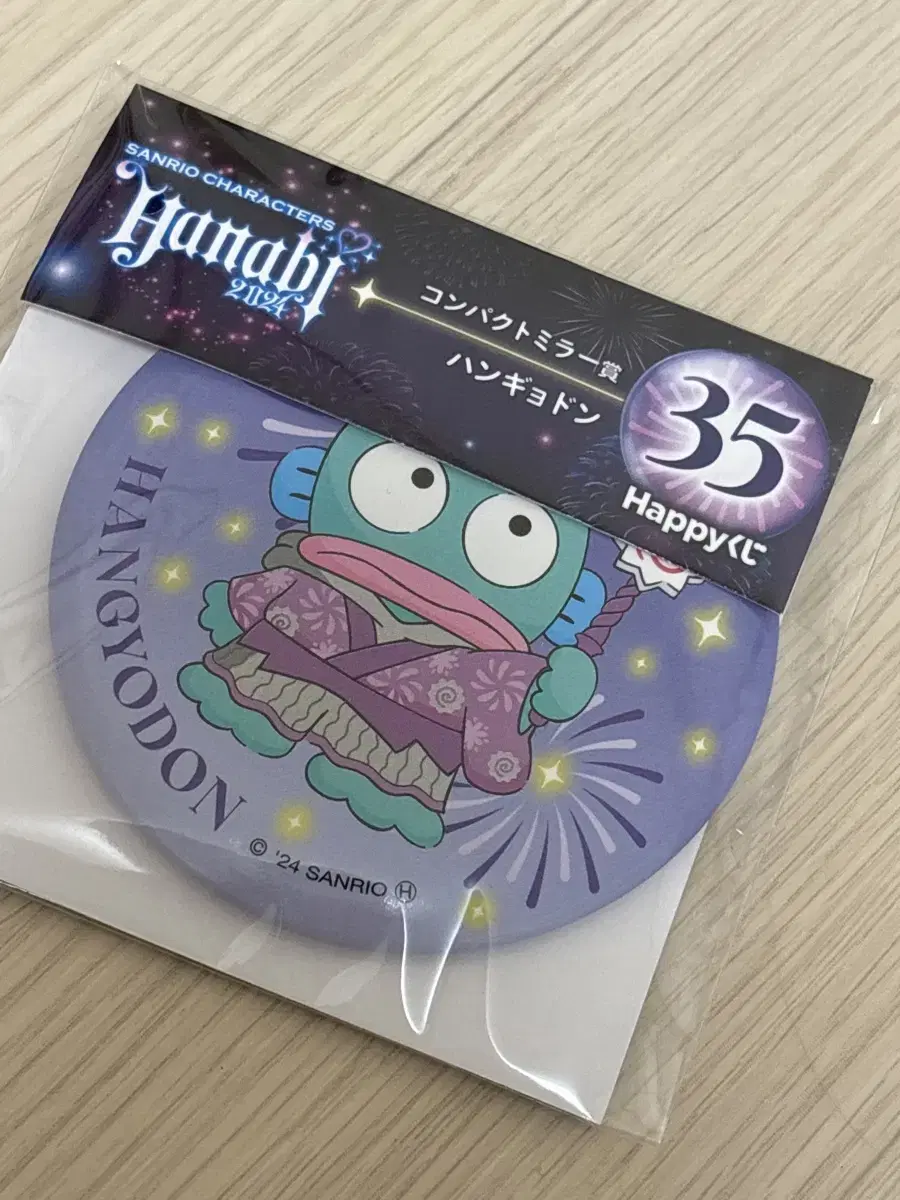 SANRIO CHARACTERS
Hanabi
2024
コンパクトミラー賞
ハンギョドン
35
Happyくじ
HANGYODON
© '24 SANRIO Ⓗ